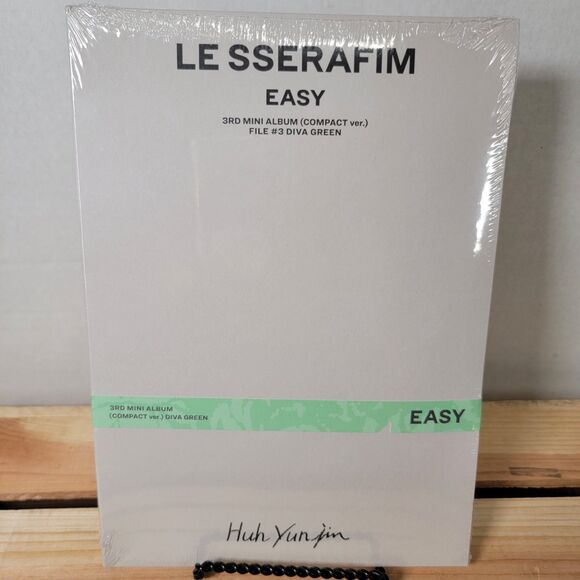 LE SSERAFIM
EASY
3RD MINI ALBUM (COMPACT ver.)
FILE #3 DIVA GREEN
3RD MINI ALBUM
(COMPACT ver.) DIVA GREEN
EASY
Huh Yunjin